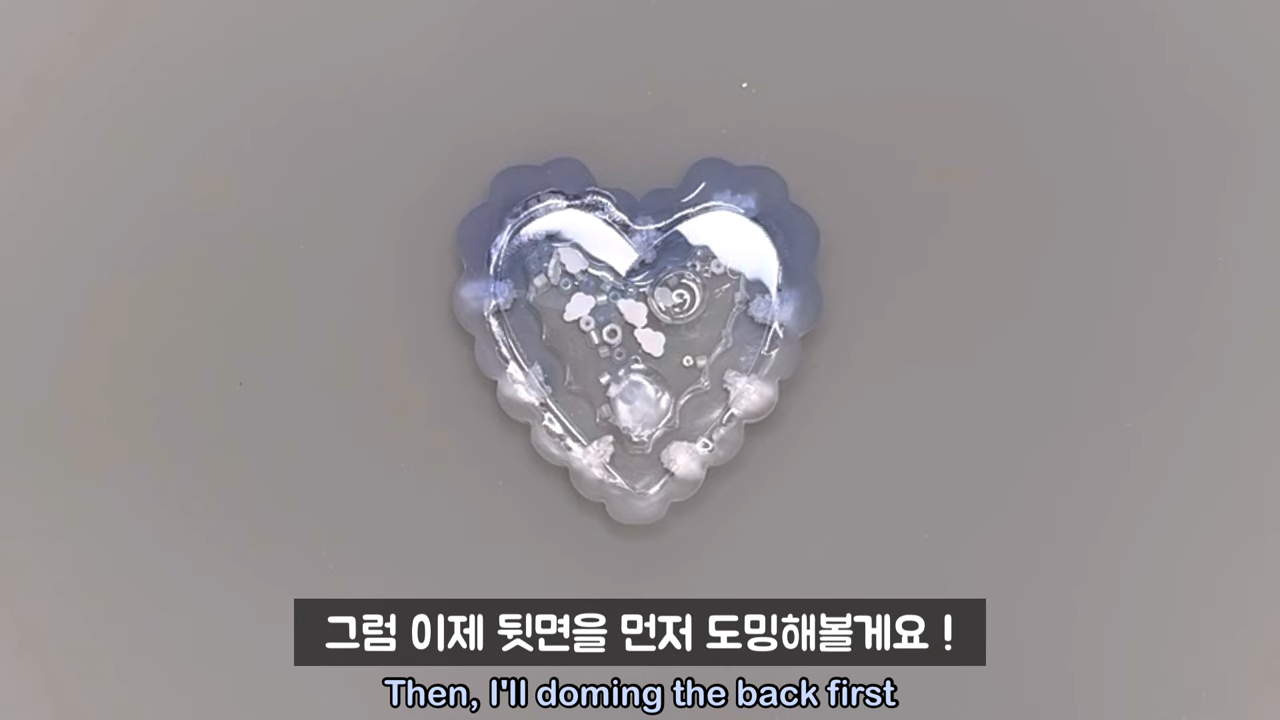 그럼 이제 뒷면을 먼저 도밍해볼게요 !
Then, I'll doming the back first